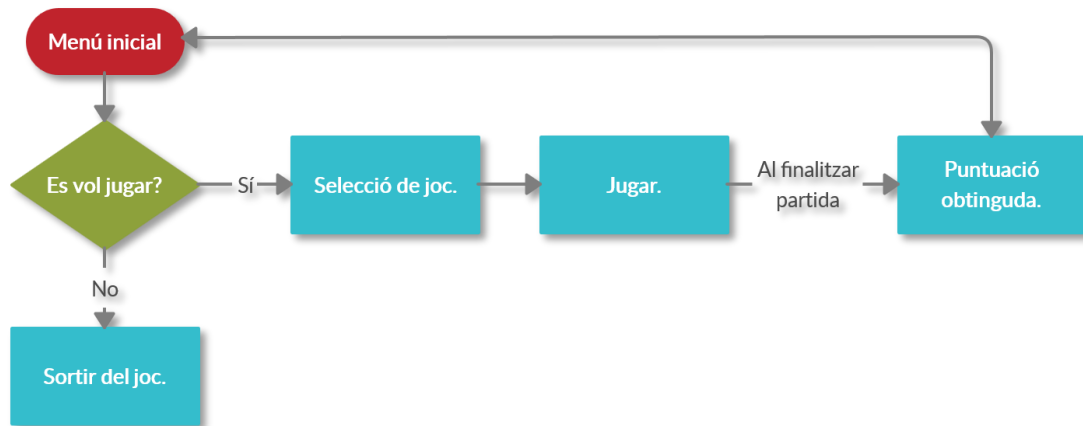 Menú inicial
Es vol jugar?
Sí
Selecció de joc.
Jugar.
Al finalitzar
partida
Puntuació
obtinguda.
No
Sortir del joc.